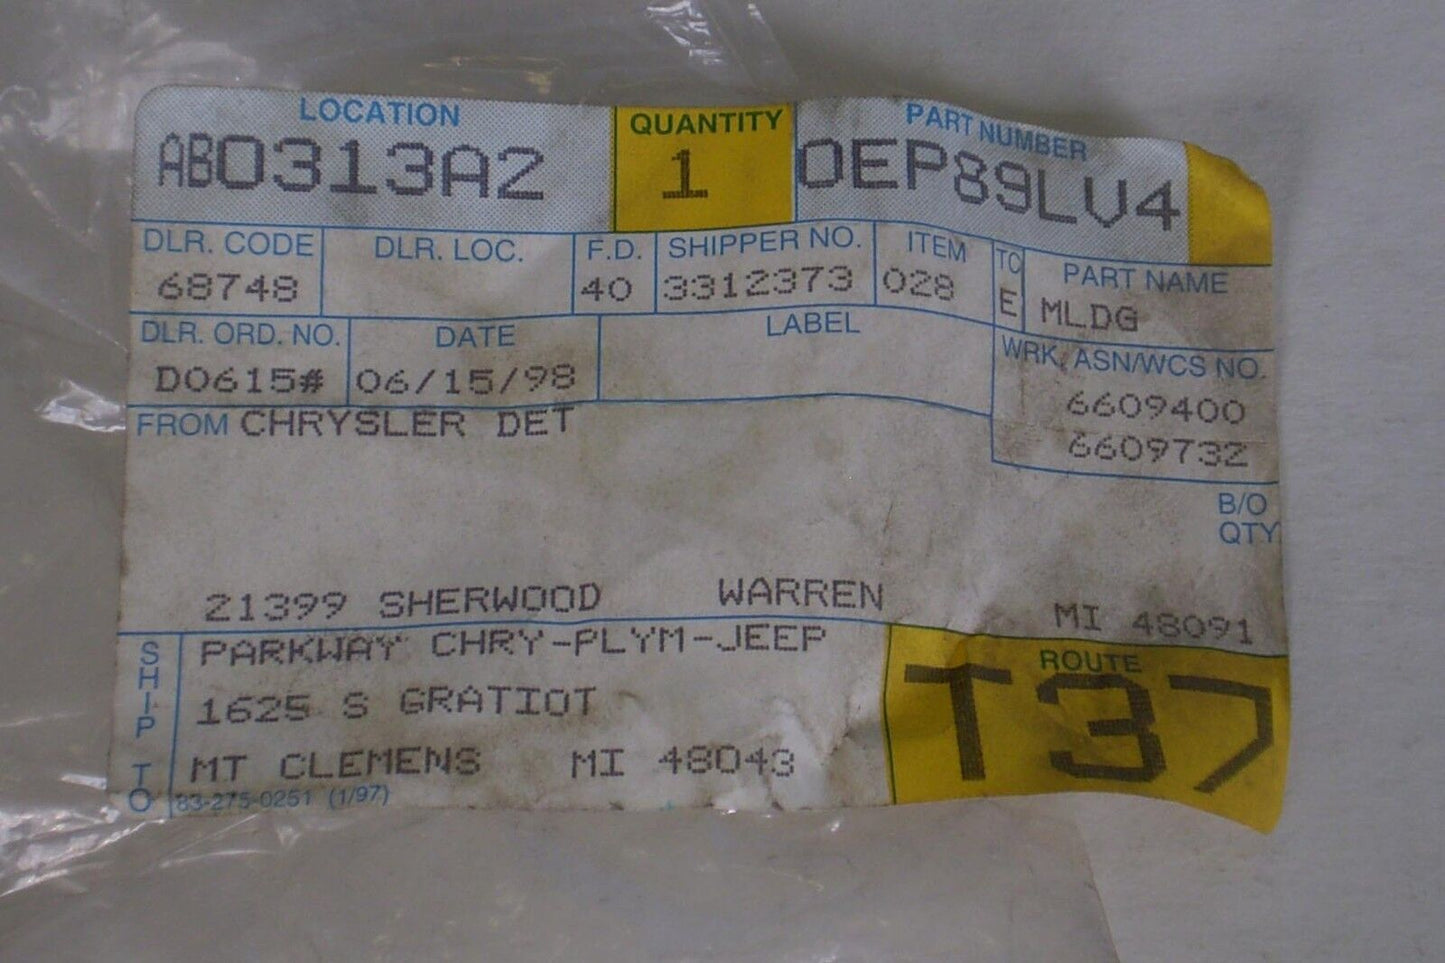 LOCATION QUANTITY PART NUMBER
AB0313A2 1 0EP89LV4
DLR. CODE DLR. LOC. F.D. SHIPPER NO. ITEM TC PART NAME
68748 40 3312373 028 E MLDG
DLR. ORD. NO. DATE LABEL WRK. ASN/WCS NO.
D0615# 06/15/98 6609400
FROM CHRYSLER DET 6609732
B/O
QTY
21399 SHERWOOD WARREN MI 48091
SHIP TO
PARKWAY CHRY-PLYM-JEEP
1625 S GRATIOT
MT CLEMENS MI 48043
ROUTE
T37
83-275-0251 (1/97)